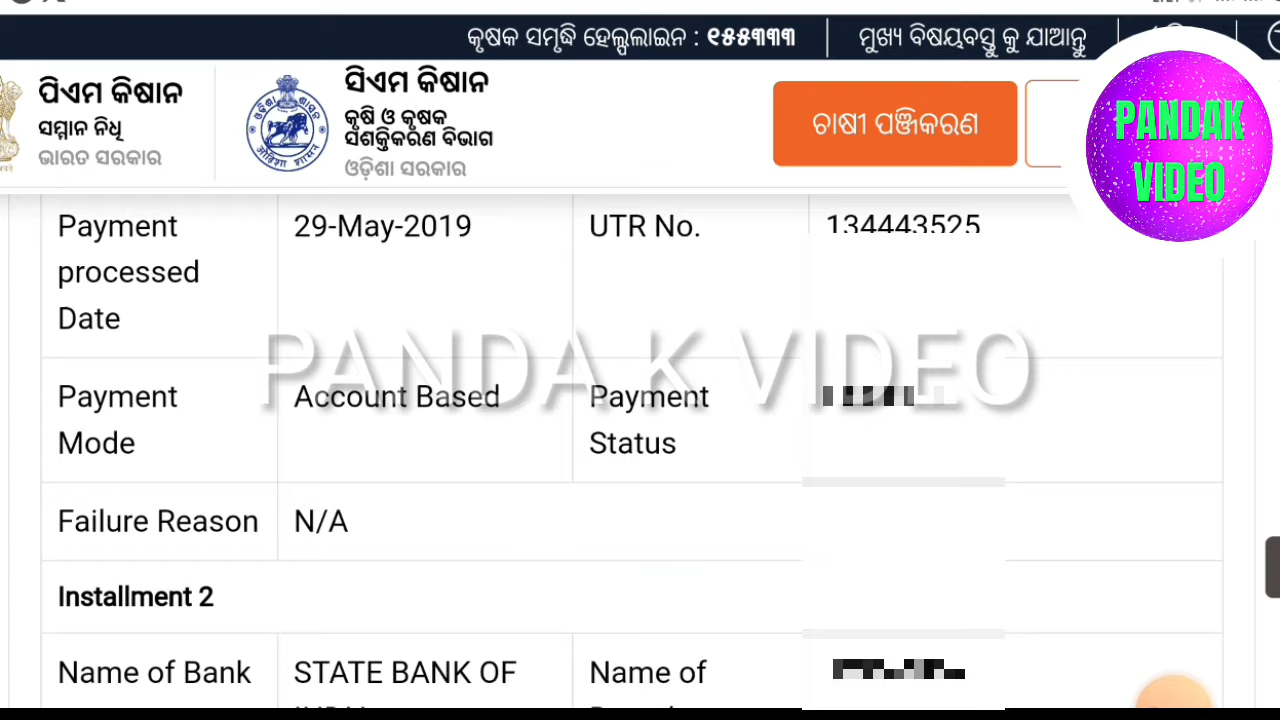 କୃଷକ ସମୃଦ୍ଧି ହେଲ୍ପଲାଇନ : ୧୫୫୩୩୩
ମୁଖ୍ୟ ବିଷୟବସ୍ତୁ କୁ ଯାଆନ୍ତୁ
ପିଏମ କିଷାନ
ସମ୍ମାନ ନିଧି
ଭାରତ ସରକାର
ସିଏମ କିଷାନ
କୃଷି ଓ କୃଷକ
ସଶକ୍ତିକରଣ ବିଭାଗ
ଓଡ଼ିଶା ସରକାର
ଚାଷୀ ପଞ୍ଜିକରଣ
PANDAK
VIDEO
Payment processed Date
29-May-2019
UTR No.
134443525
PANDA K VIDEO
Payment Mode
Account Based
Payment Status
Failure Reason
N/A
Installment 2
Name of Bank
STATE BANK OF
Name of